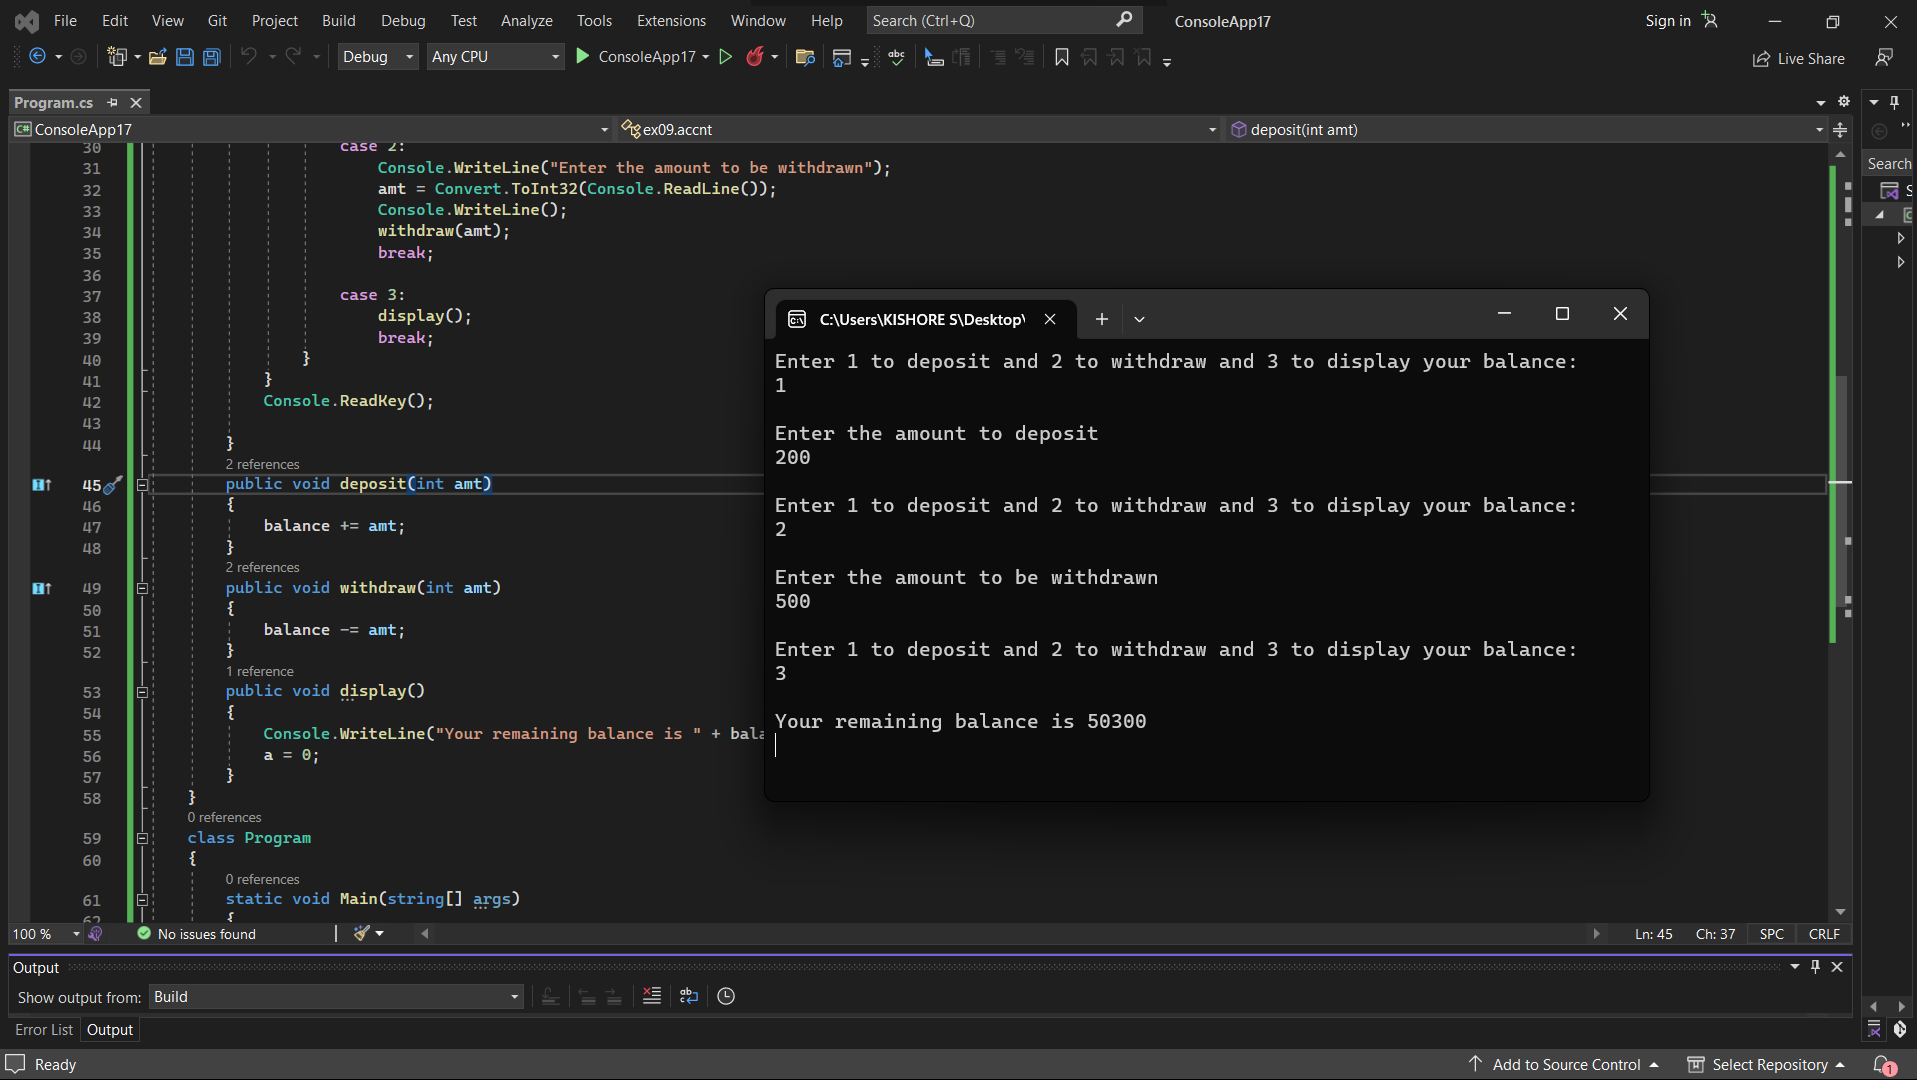 File Edit View Git Project Build Debug Test Analyze Tools Extensions Window Help Search (Ctrl+Q) ConsoleApp17 Sign in
Debug Any CPU ConsoleApp17 abc Live Share
Program.cs
C# ConsoleApp17 ex09.accnt deposit(int amt)
Search
30 case 2:
31 Console.WriteLine("Enter the amount to be withdrawn");
32 amt = Convert.ToInt32(Console.ReadLine());
33 Console.WriteLine();
34 withdraw(amt);
35 break;
36
37 case 3:
38 display();
39 break;
40 }
41 }
42 Console.ReadKey();
43
44 }
2 references
45 public void deposit(int amt)
46 {
47 balance += amt;
48 }
2 references
49 public void withdraw(int amt)
50 {
51 balance -= amt;
52 }
1 reference
53 public void display()
54 {
55 Console.WriteLine("Your remaining balance is " + bala
56 a = 0;
57 }
58 }
0 references
59 class Program
60 {
0 references
61 static void Main(string[] args)
62 {
C:\Users\KISHORE S\Desktop\
Enter 1 to deposit and 2 to withdraw and 3 to display your balance:
1
Enter the amount to deposit
200
Enter 1 to deposit and 2 to withdraw and 3 to display your balance:
2
Enter the amount to be withdrawn
500
Enter 1 to deposit and 2 to withdraw and 3 to display your balance:
3
Your remaining balance is 50300
100 % No issues found Ln: 45 Ch: 37 SPC CRLF
Output
Show output from: Build
Error List Output
Ready Add to Source Control Select Repository 1